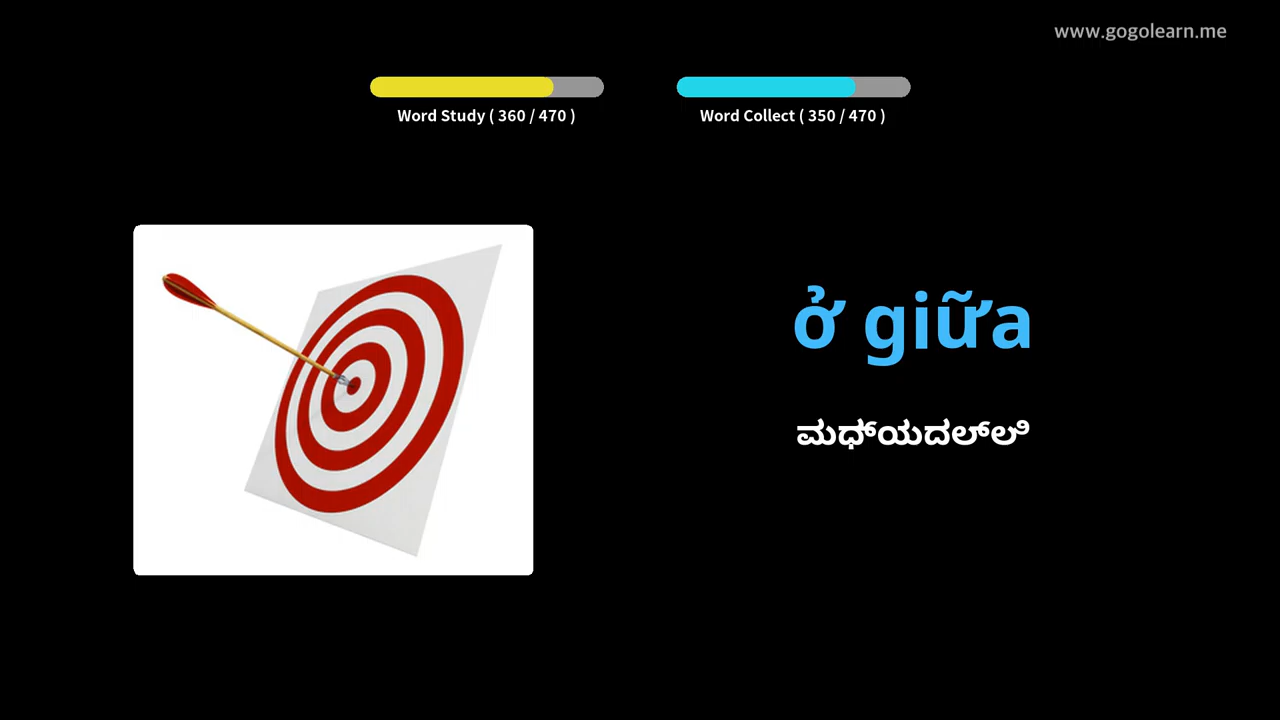 www.gogolearn.me
Word Study ( 360 / 470 )
Word Collect ( 350 / 470 )
ở giữa
ಮಧ್ಯದಲ್ಲಿ